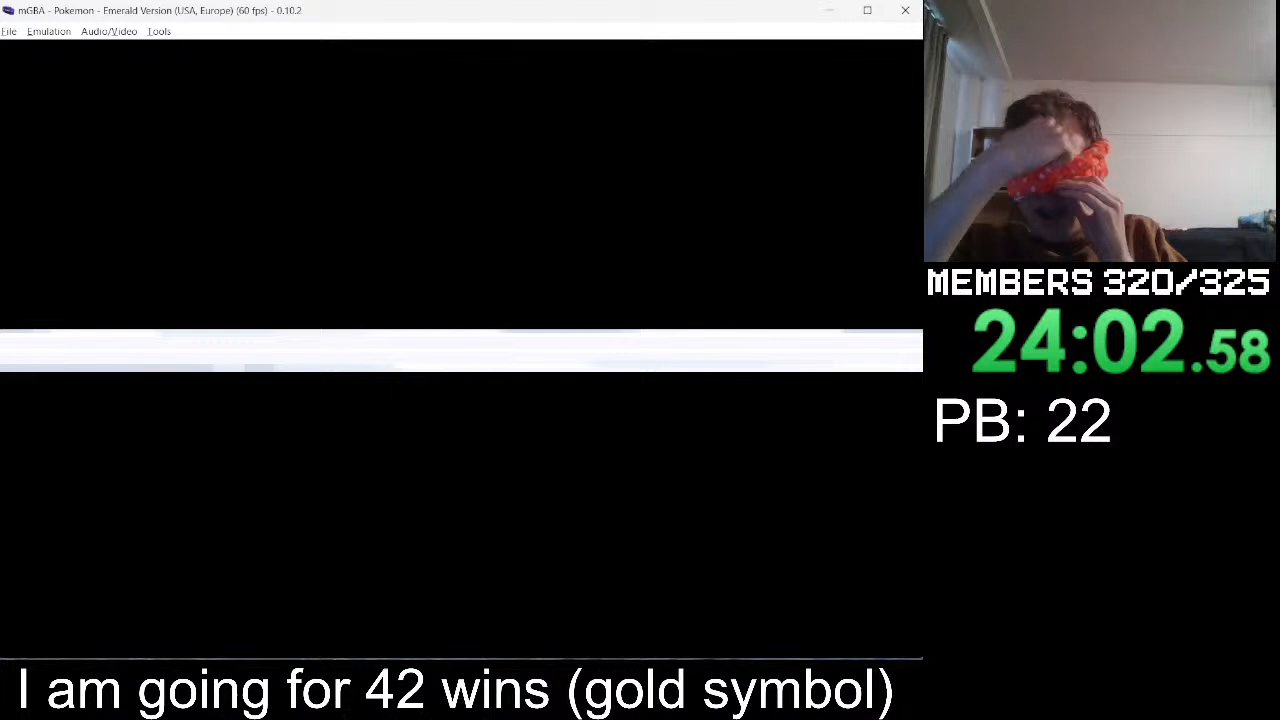 mGBA - Pokemon - Emerald Version (USA, Europe) (60 fps) - 0.10.2
File Emulation Audio/Video Tools
MEMBERS 320/325
24:02.58
PB: 22
I am going for 42 wins (gold symbol)